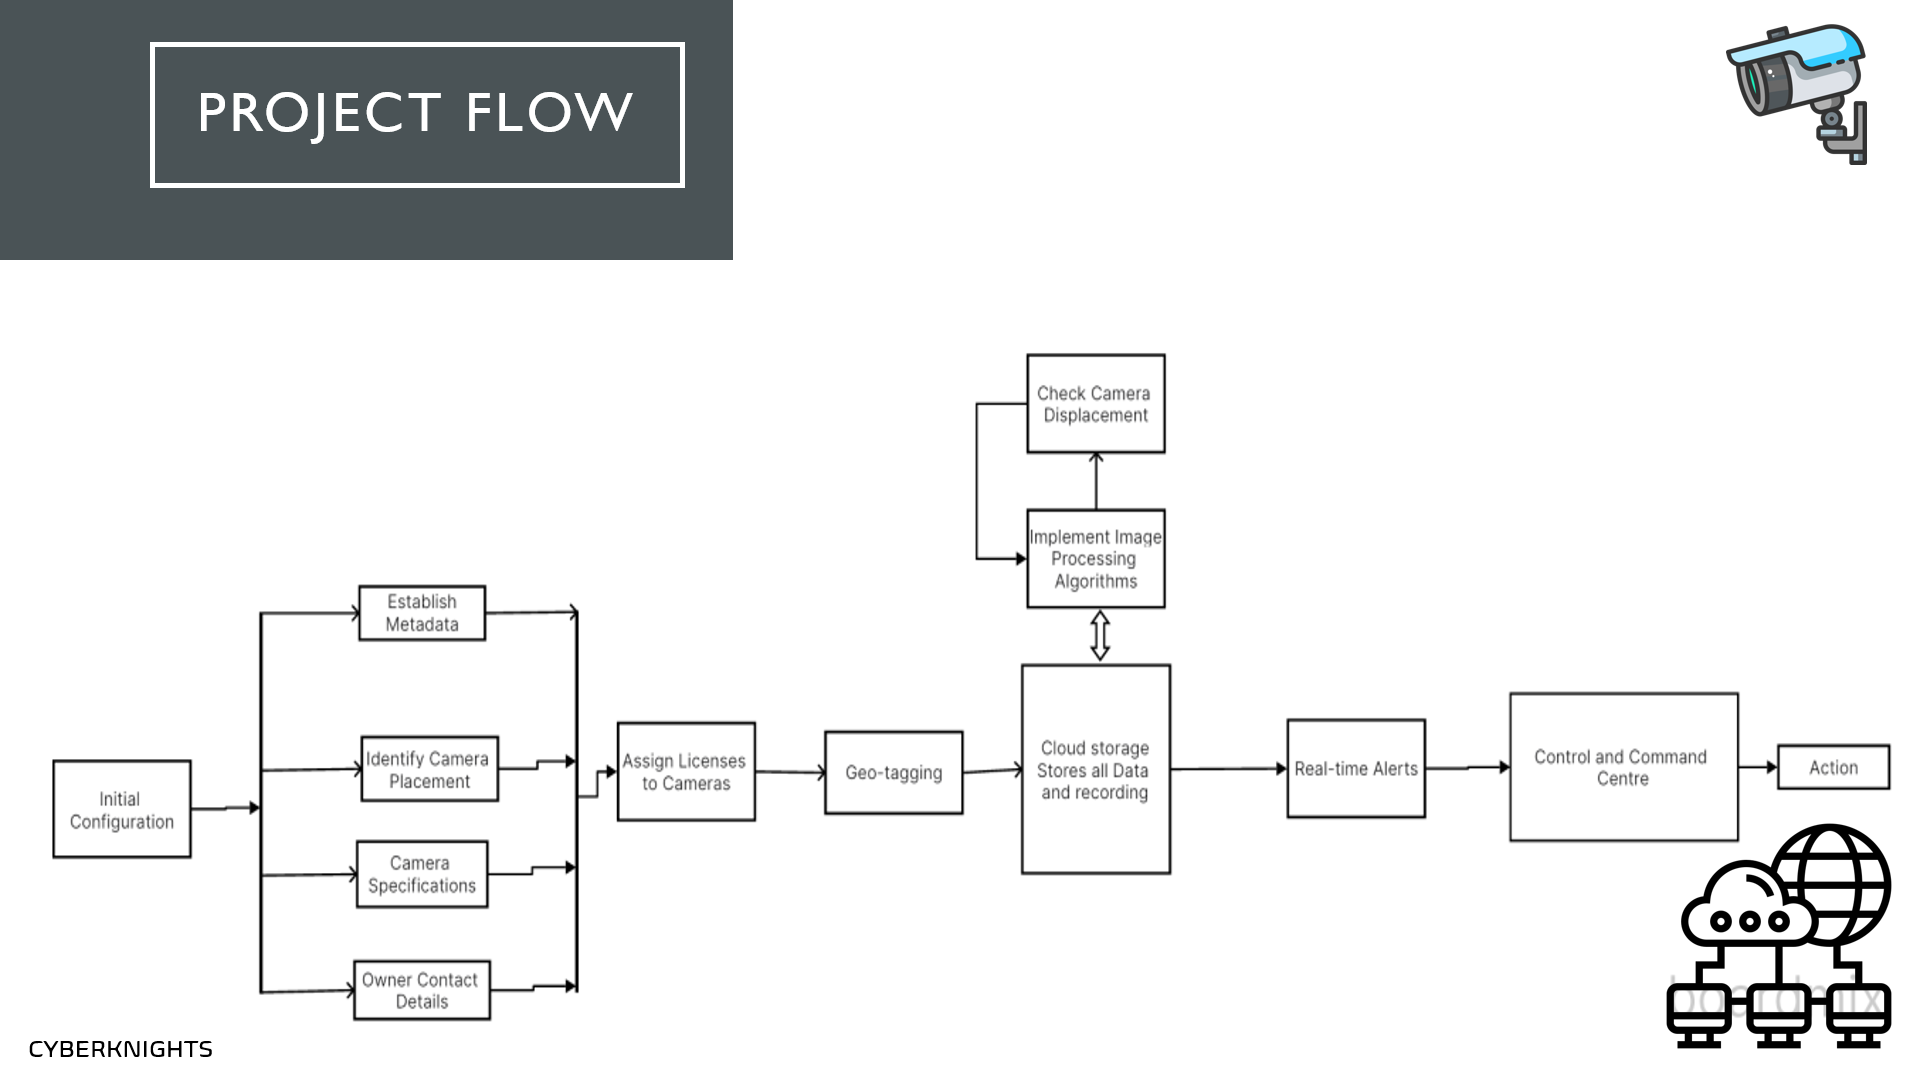 PROJECT FLOW
Check Camera
Displacement
Implement Image
Processing
Algorithms
Establish
Metadata
Identify Camera
Placement
Camera
Specifications
Owner Contact
Details
Initial
Configuration
Assign Licenses
to Cameras
Geo-tagging
Cloud storage
Stores all Data
and recording
Real-time Alerts
Control and Command
Centre
Action
boardmix
CYBERKNIGHTS